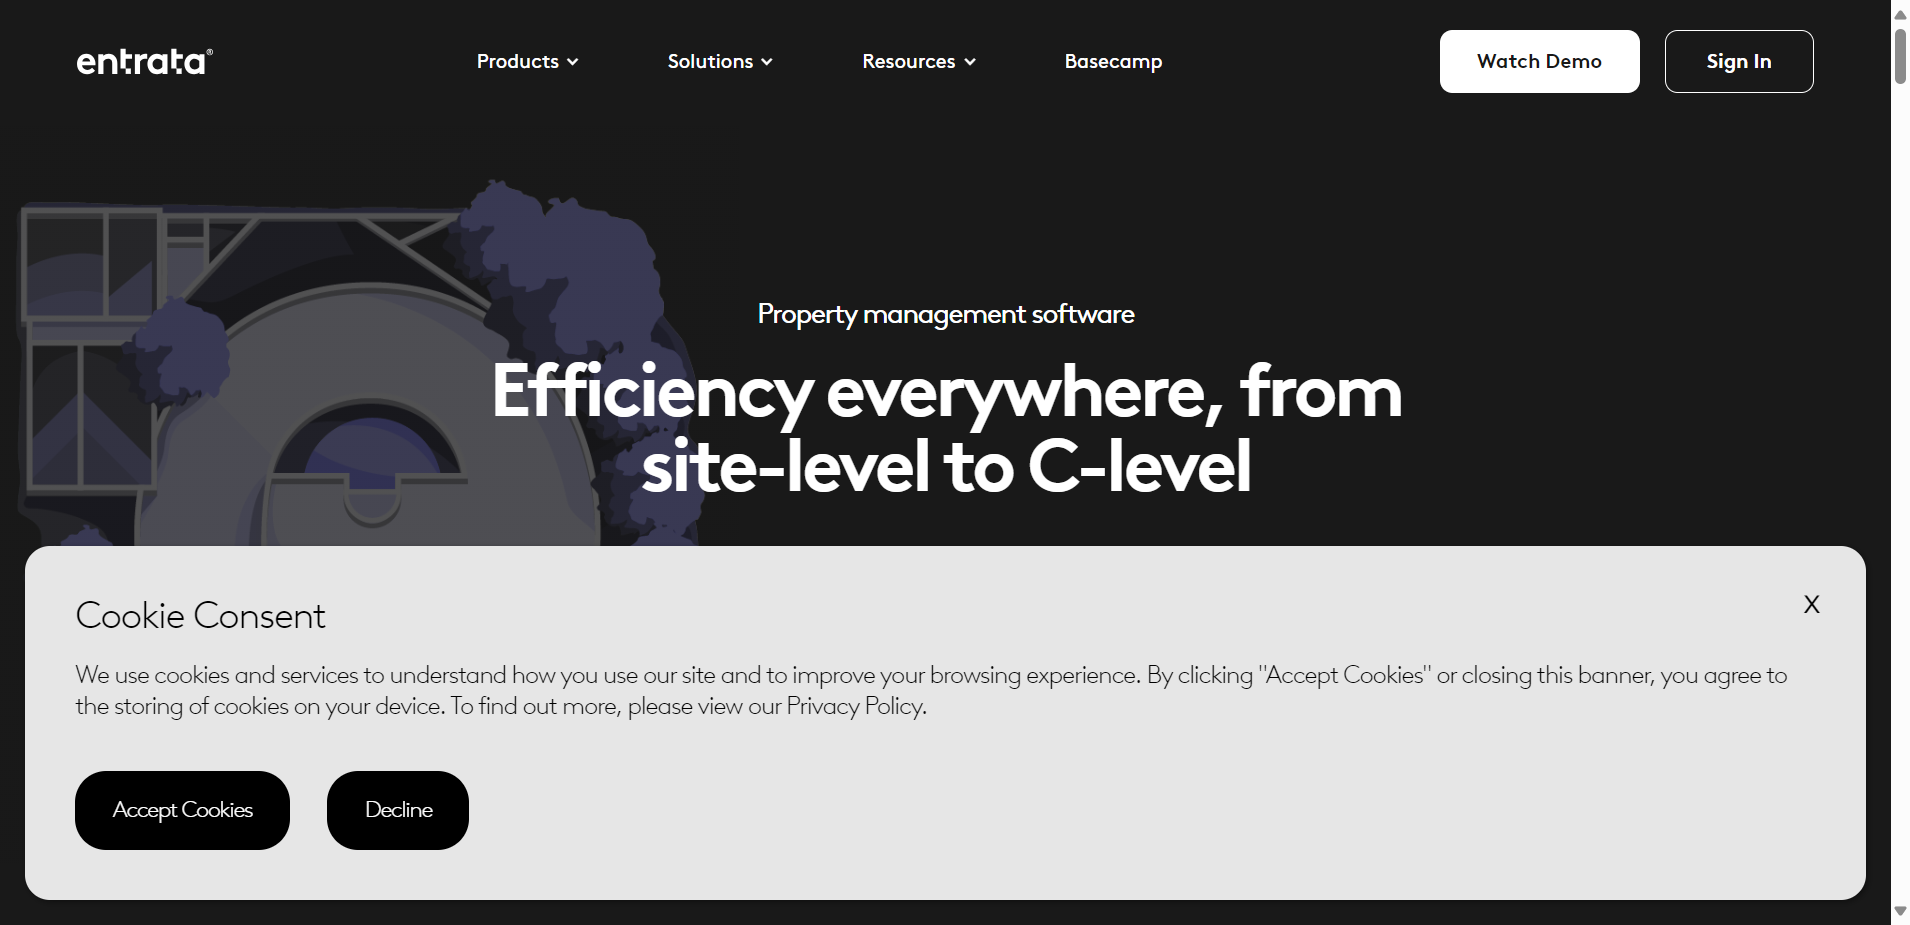 entrata®
Products
Solutions
Resources
Basecamp
Watch Demo
Sign In
Property management software
Efficiency everywhere, from
site-level to C-level
Cookie Consent
X
We use cookies and services to understand how you use our site and to improve your browsing experience. By clicking "Accept Cookies" or closing this banner, you agree to
the storing of cookies on your device. To find out more, please view our Privacy Policy.
Accept Cookies
Decline